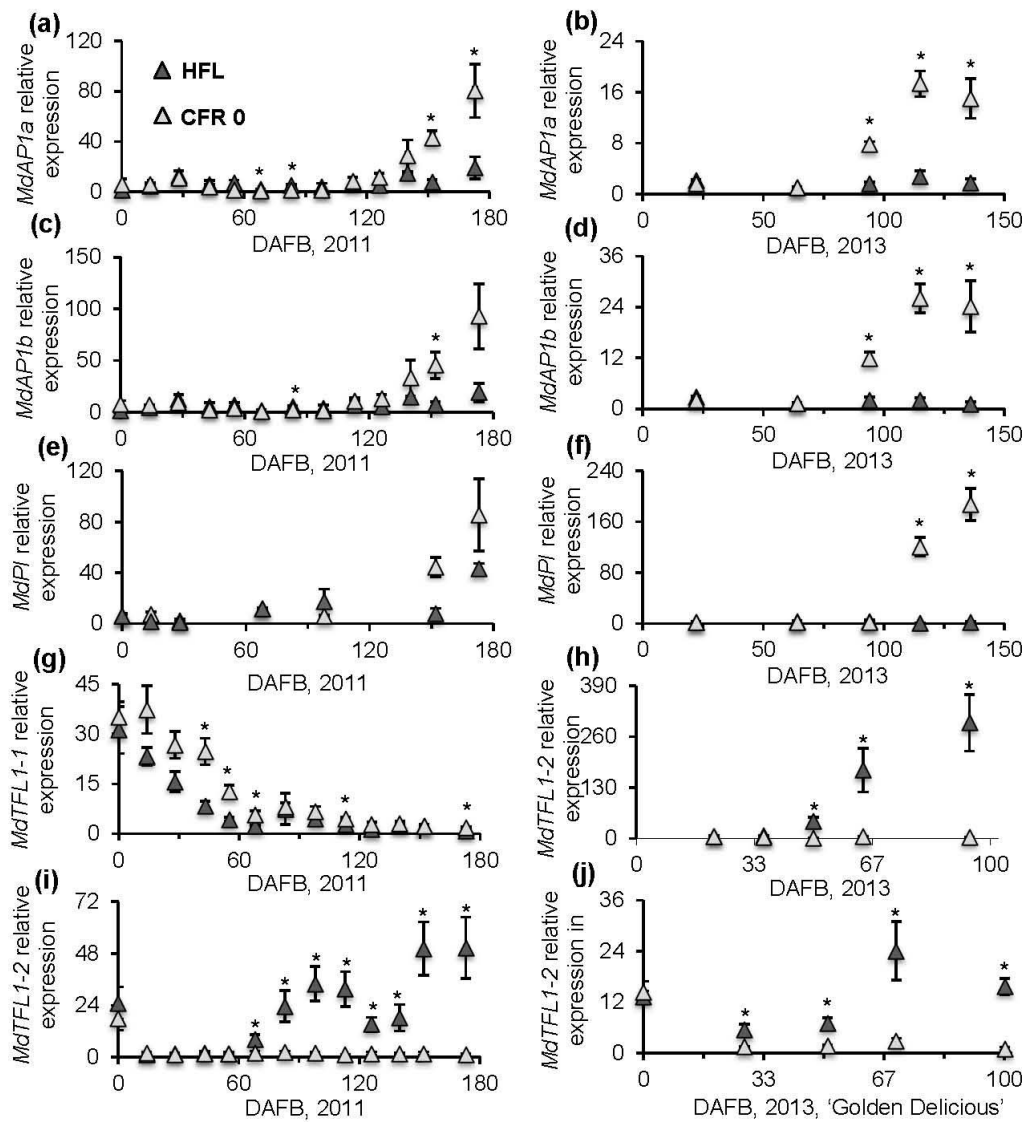 (a)
MdAP1a relative
expression
120
80
40
0
HFL
CFR 0
* * * *
0 60 120 180
DAFB, 2011
(b)
MdAP1a relative
expression
24
16
8
0
* * *
0 50 100 150
DAFB, 2013
(c)
MdAP1b relative
expression
150
100
50
0
* *
0 60 120 180
DAFB, 2011
(d)
MdAP1b relative
expression
36
24
12
0
* * *
0 50 100 150
DAFB, 2013
(e)
MdPI relative
expression
120
80
40
0
0 60 120 180
DAFB, 2011
(f)
MdPI relative
expression
240
160
80
0
* *
0 50 100 150
DAFB, 2013
(g)
MdTFL1-1 relative
expression
45
30
15
0
* * * * *
0 60 120 180
DAFB, 2011
(h)
MdTFL1-2 relative
expression
390
260
130
0
* * *
0 33 67 100
DAFB, 2013
(i)
MdTFL1-2 relative
expression
72
48
24
0
* * * * * * * *
0 60 120 180
DAFB, 2011
(j)
MdTFL1-2 relative
expression in
36
24
12
0
* * * *
0 33 67 100
DAFB, 2013, ‘Golden Delicious’